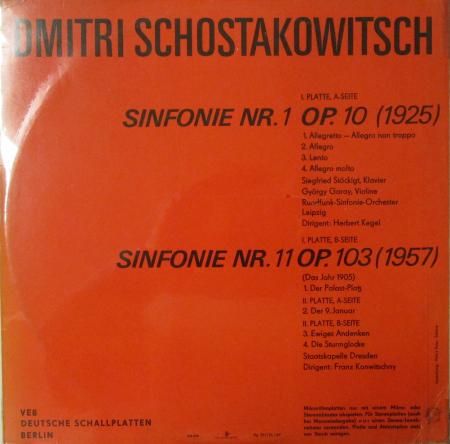 DMITRI SCHOSTAKOWITSCH
I. PLATTE, A-SEITE
SINFONIE NR. 1 OP. 10 (1925)
1. Allegretto – Allegro non troppo
2. Allegro
3. Lento
4. Allegro molto
Siegfried Stöckigt, Klavier
György Garay, Violine
Rundfunk-Sinfonie-Orchester
Leipzig
Dirigent: Herbert Kegel
I. PLATTE, B-SEITE
SINFONIE NR. 11 OP. 103 (1957)
(Das Jahr 1905)
1. Der Palast-Platz
II. PLATTE, A-SEITE
2. Der 9. Januar
II. PLATTE, B-SEITE
3. Ewiges Andenken
4. Die Sturmglocke
Staatskapelle Dresden
Dirigent: Franz Konwitschny
VEB
DEUTSCHE SCHALLPLATTEN
BERLIN